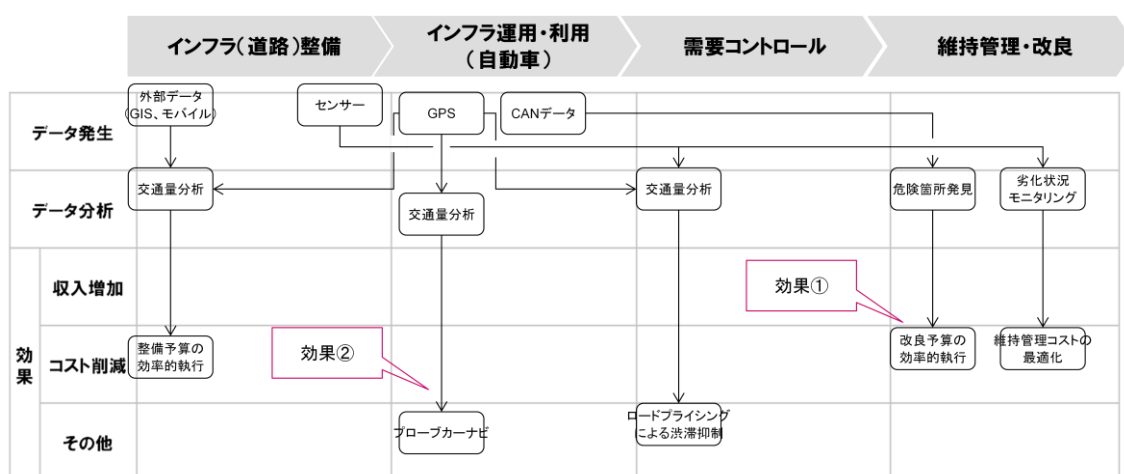 インフラ(道路)整備
インフラ運用・利用
(自動車)
需要コントロール
維持管理・改良
データ発生
外部データ
(GIS、モバイル)
センサー
GPS
CANデータ
データ分析
交通量分析
交通量分析
交通量分析
危険箇所発見
劣化状況
モニタリング
効果
収入増加
効果①
コスト削減
整備予算の
効率的執行
効果②
改良予算の
効率的執行
維持管理コストの
最適化
その他
プローブカーナビ
ロードプライシング
による渋滞抑制